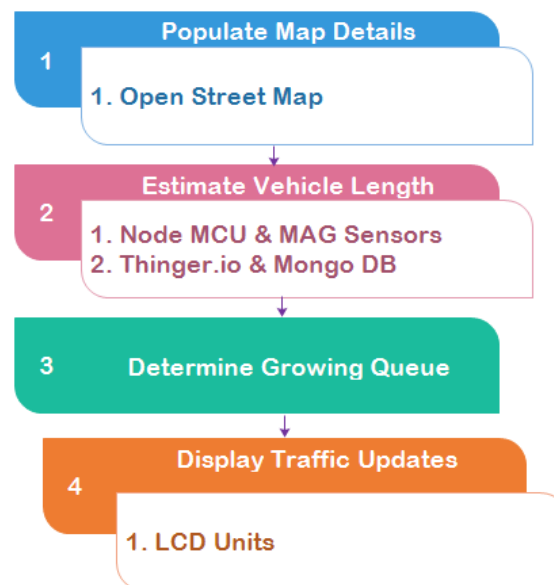 Populate Map Details
1
1. Open Street Map
Estimate Vehicle Length
2
1. Node MCU & MAG Sensors
2. Thinger.io & Mongo DB
3
Determine Growing Queue
Display Traffic Updates
4
1. LCD Units